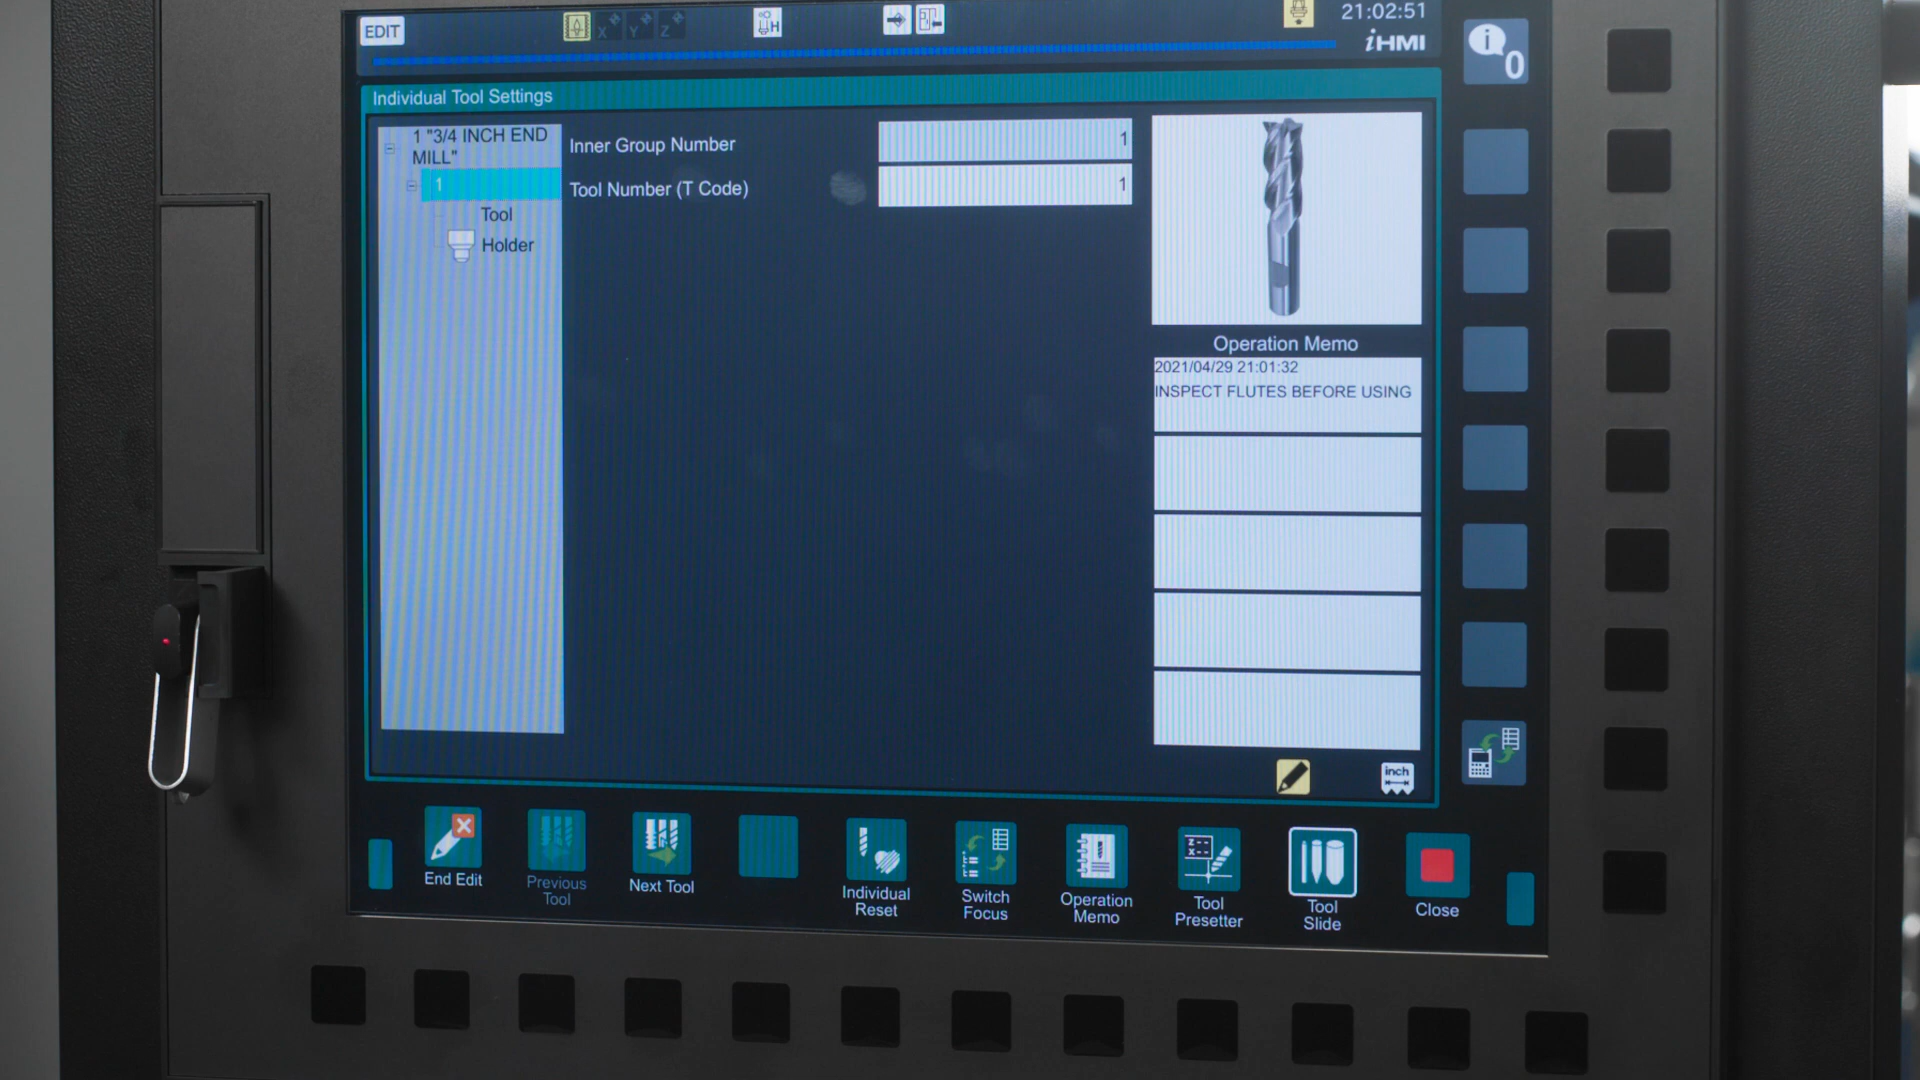 EDIT
X
Y
Z
H
21:02:51
iHMI
i
0
Individual Tool Settings
1 "3/4 INCH END
MILL"
1
Tool
Holder
Inner Group Number
1
Tool Number (T Code)
1
Operation Memo
2021/04/29 21:01:32
INSPECT FLUTES BEFORE USING
inch
End Edit
Previous
Tool
Next Tool
Individual
Reset
Switch
Focus
Operation
Memo
Z
X
Tool
Presetter
Tool
Slide
Close